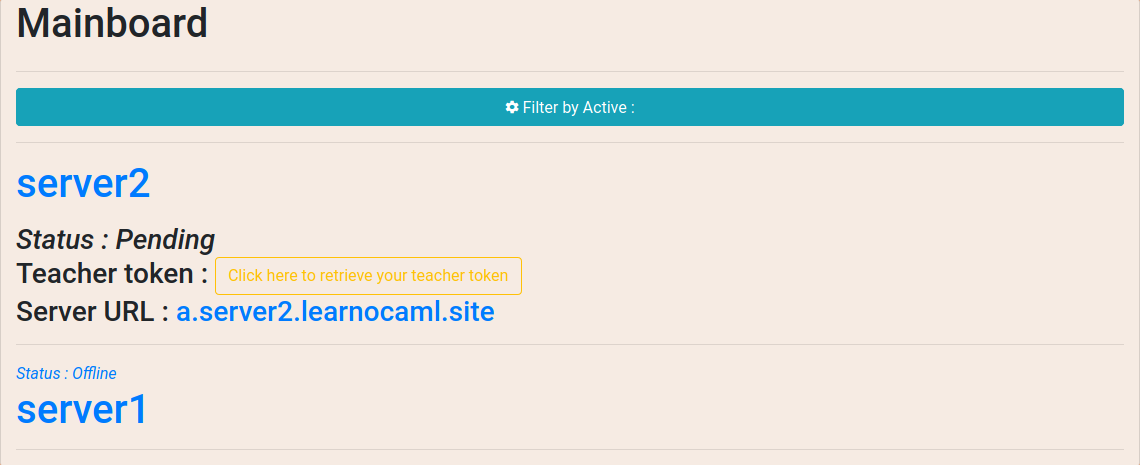 Mainboard
Filter by Active :
server2
Status : Pending
Teacher token : Click here to retrieve your teacher token
Server URL : a.server2.learnocaml.site
Status : Offline
server1